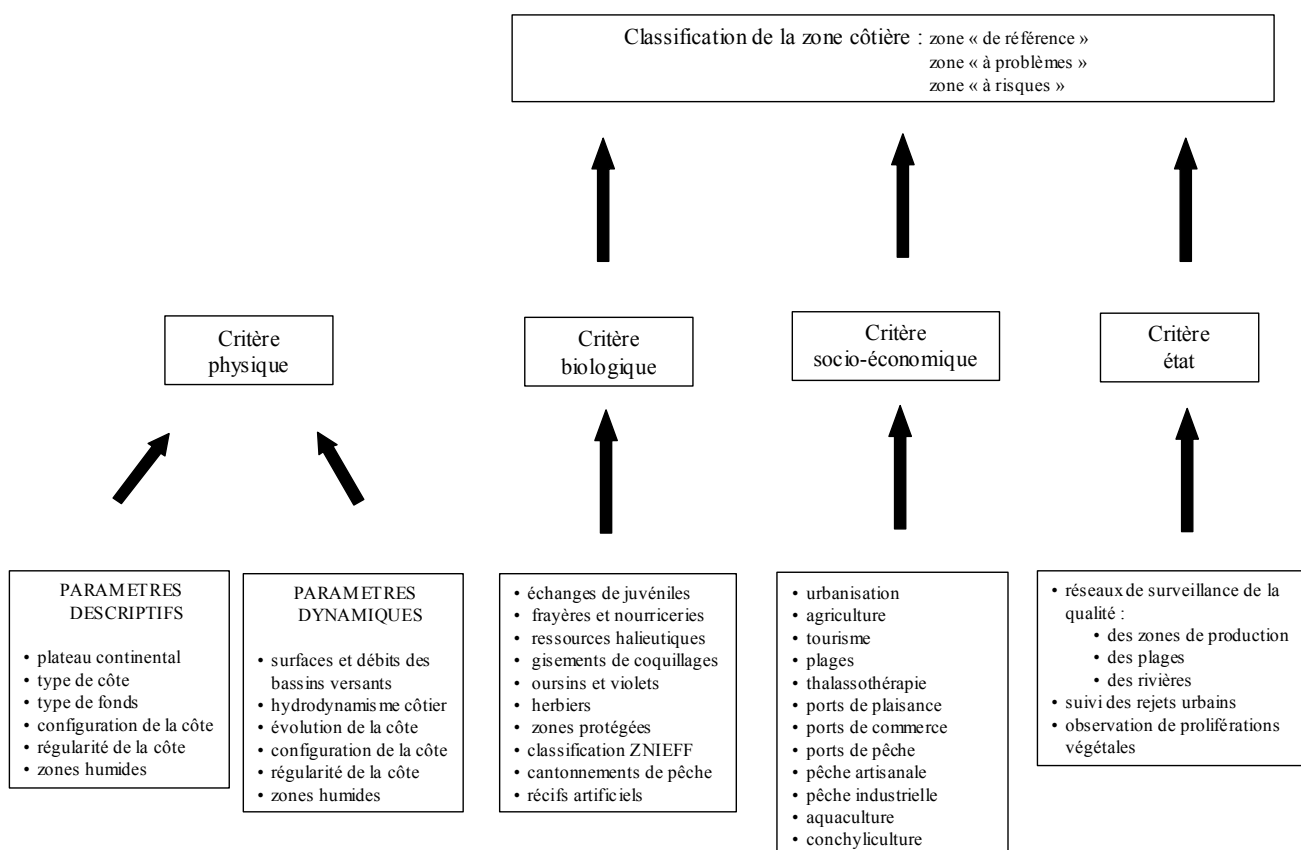 Classification de la zone côtière : zone « de référence »
zone « à problèmes »
zone « à risques »
Critère
physique
Critère
biologique
Critère
socio-économique
Critère
état
PARAMETRES
DESCRIPTIFS
• plateau continental
• type de côte
• type de fonds
• configuration de la côte
• régularité de la côte
• zones humides
PARAMETRES
DYNAMIQUES
• surfaces et débits des
bassins versants
• hydrodynamisme côtier
• évolution de la côte
• configuration de la côte
• régularité de la côte
• zones humides
• échanges de juvéniles
• frayères et nourriceries
• ressources halieutiques
• gisements de coquillages
• oursins et violets
• herbiers
• zones protégées
• classification ZNIEFF
• cantonnements de pêche
• récifs artificiels
• urbanisation
• agriculture
• tourisme
• plages
• thalassothérapie
• ports de plaisance
• ports de commerce
• ports de pêche
• pêche artisanale
• pêche industrielle
• aquaculture
• conchyliculture
• réseaux de surveillance de la
qualité :
• des zones de production
• des plages
• des rivières
• suivi des rejets urbains
• observation de proliférations
végétales